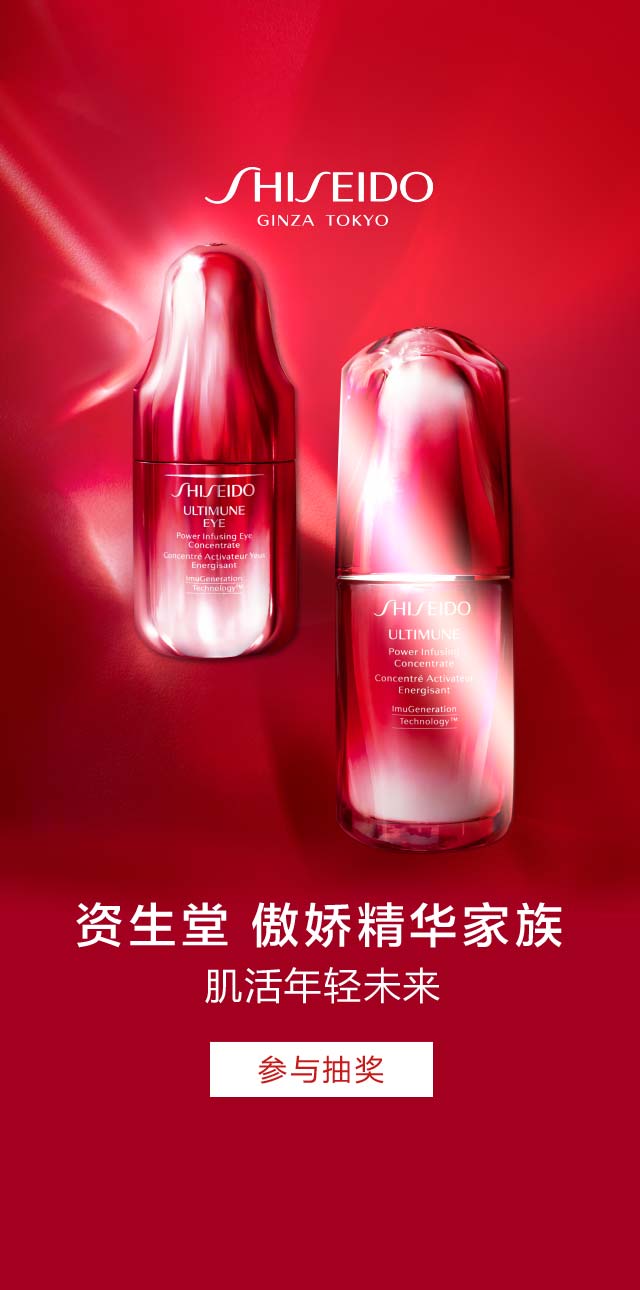 SHISEIDO
GINZA TOKYO
SHISEIDO
ULTIMUNE
EYE
Power Infusing Eye
Concentrate
Concentré Activateur Yeux
Energisant
ImuGeneration
Technology™
SHISEIDO
ULTIMUNE
Power Infusing
Concentrate
Concentré Activateur
Energisant
ImuGeneration
Technology™
资生堂 傲娇精华家族
肌活年轻未来
参与抽奖